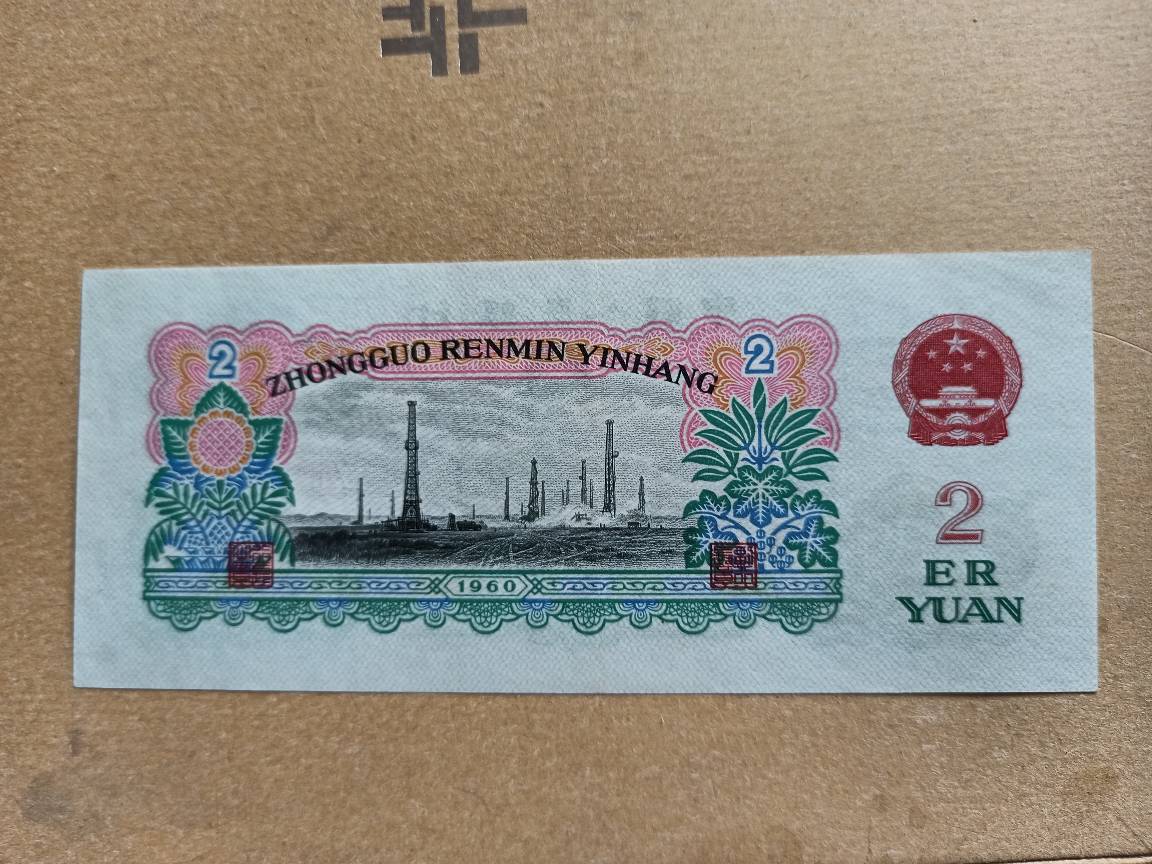 2
2
ZHONGGUO RENMIN YINHANG
1960
2
ER
YUAN